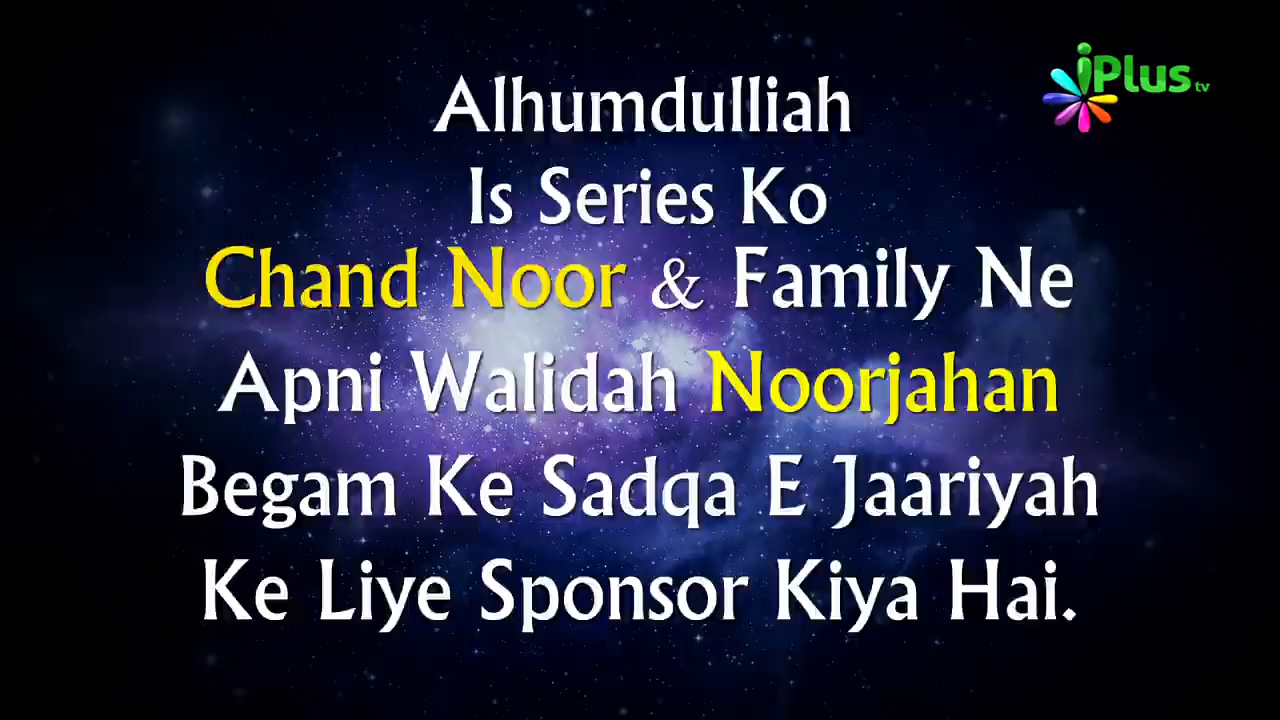 iPlus tv
Alhumdulliah
Is Series Ko
Chand Noor & Family Ne
Apni Walidah Noorjahan
Begam Ke Sadqa E Jaariyah
Ke Liye Sponsor Kiya Hai.